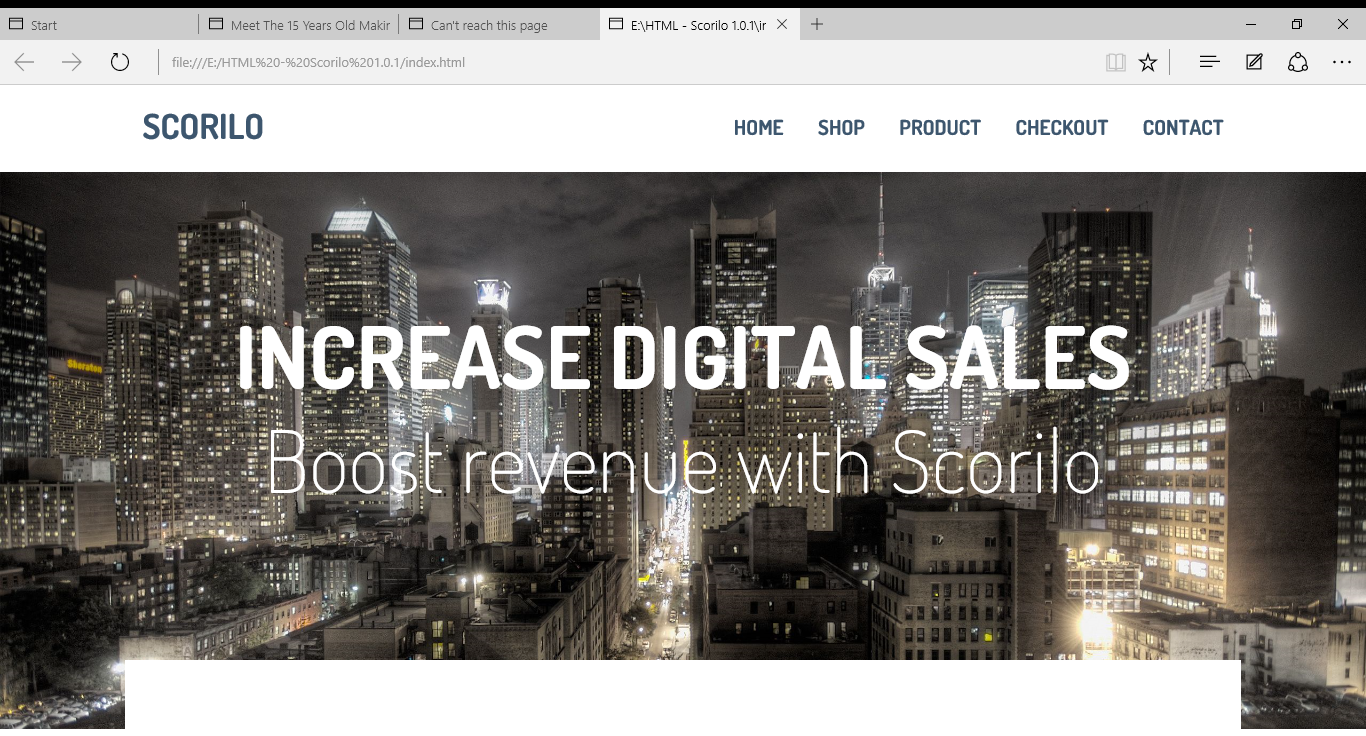 Start
Meet The 15 Years Old Makir
Can't reach this page
E:\HTML - Scorilo 1.0.1\ir
file:///E:/HTML%20-%20Scorilo%201.0.1/index.html
SCORILO
HOME SHOP PRODUCT CHECKOUT CONTACT
W
Sheraton
INCREASE DIGITAL SALES
Boost revenue with Scorilo